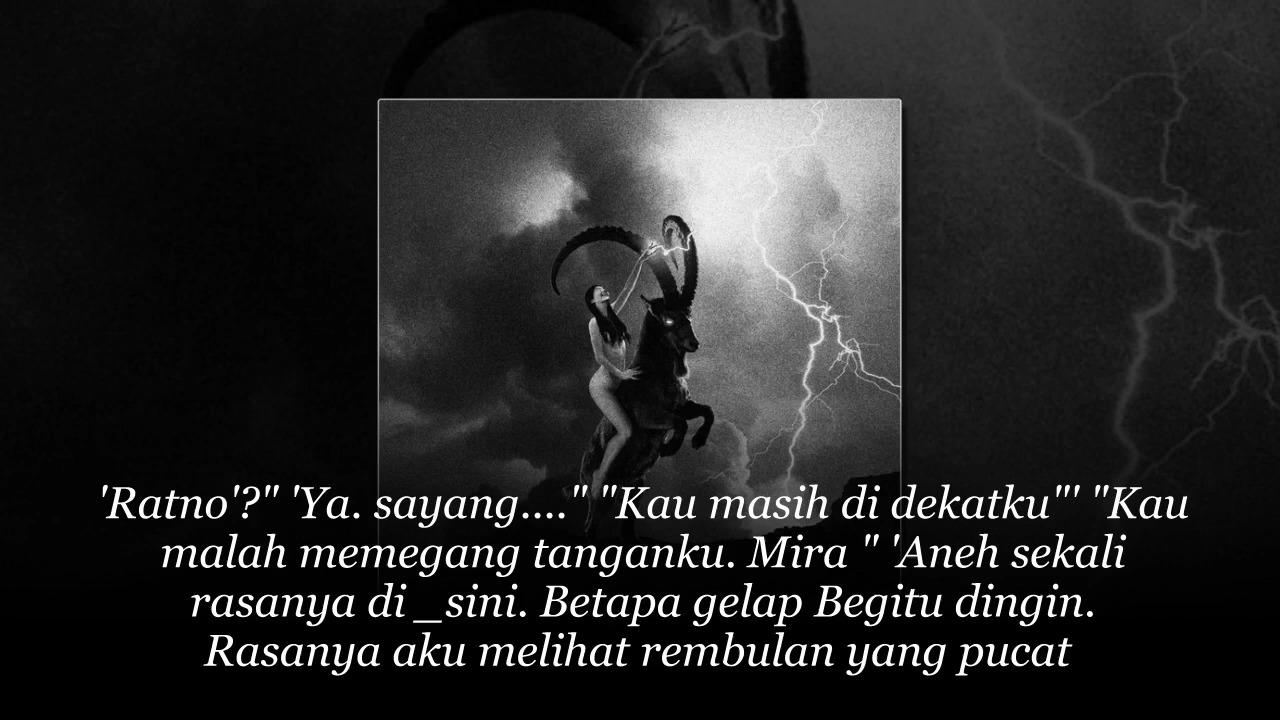 'Ratno'?" 'Ya. sayang...." "Kau masih di dekatku"' "Kau
malah memegang tanganku. Mira " 'Aneh sekali
rasanya di _sini. Betapa gelap Begitu dingin.
Rasanya aku melihat rembulan yang pucat